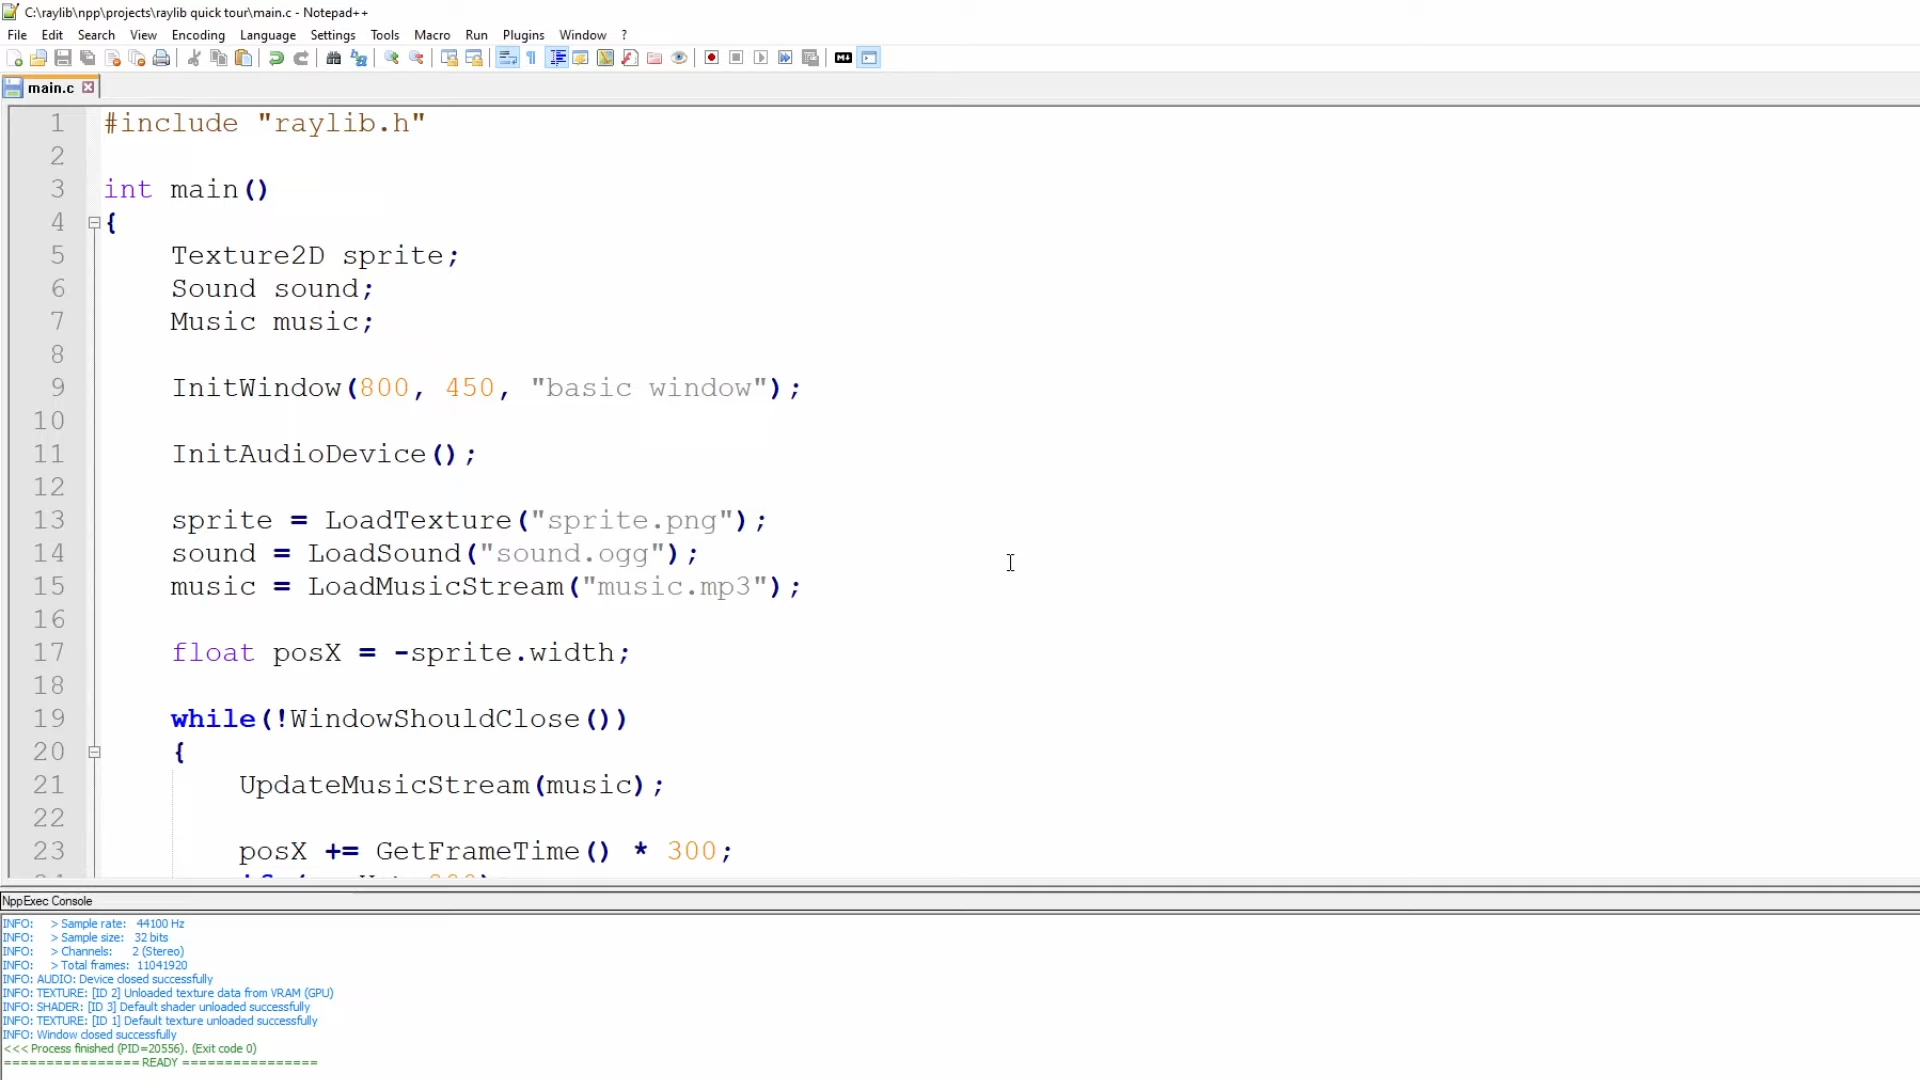 C:\raylib\npp\projects\raylib quick tour\main.c - Notepad++
File Edit Search View Encoding Language Settings Tools Macro Run Plugins Window ?
main.c
1 #include "raylib.h"
2
3 int main()
4 {
5 Texture2D sprite;
6 Sound sound;
7 Music music;
8
9 InitWindow(800, 450, "basic window");
10
11 InitAudioDevice();
12
13 sprite = LoadTexture("sprite.png");
14 sound = LoadSound("sound.ogg");
15 music = LoadMusicStream("music.mp3");
16
17 float posX = -sprite.width;
18
19 while(!WindowShouldClose())
20 {
21 UpdateMusicStream(music);
22
23 posX += GetFrameTime() * 300;
NppExec Console
INFO: > Sample rate: 44100 Hz
INFO: > Sample size: 32 bits
INFO: > Channels: 2 (Stereo)
INFO: > Total frames: 11041920
INFO: AUDIO: Device closed successfully
INFO: TEXTURE: [ID 2] Unloaded texture data from VRAM (GPU)
INFO: SHADER: [ID 3] Default shader unloaded successfully
INFO: TEXTURE: [ID 1] Default texture unloaded successfully
INFO: Window closed successfully
<<< Process finished (PID=20556). (Exit code 0)
================ READY ================